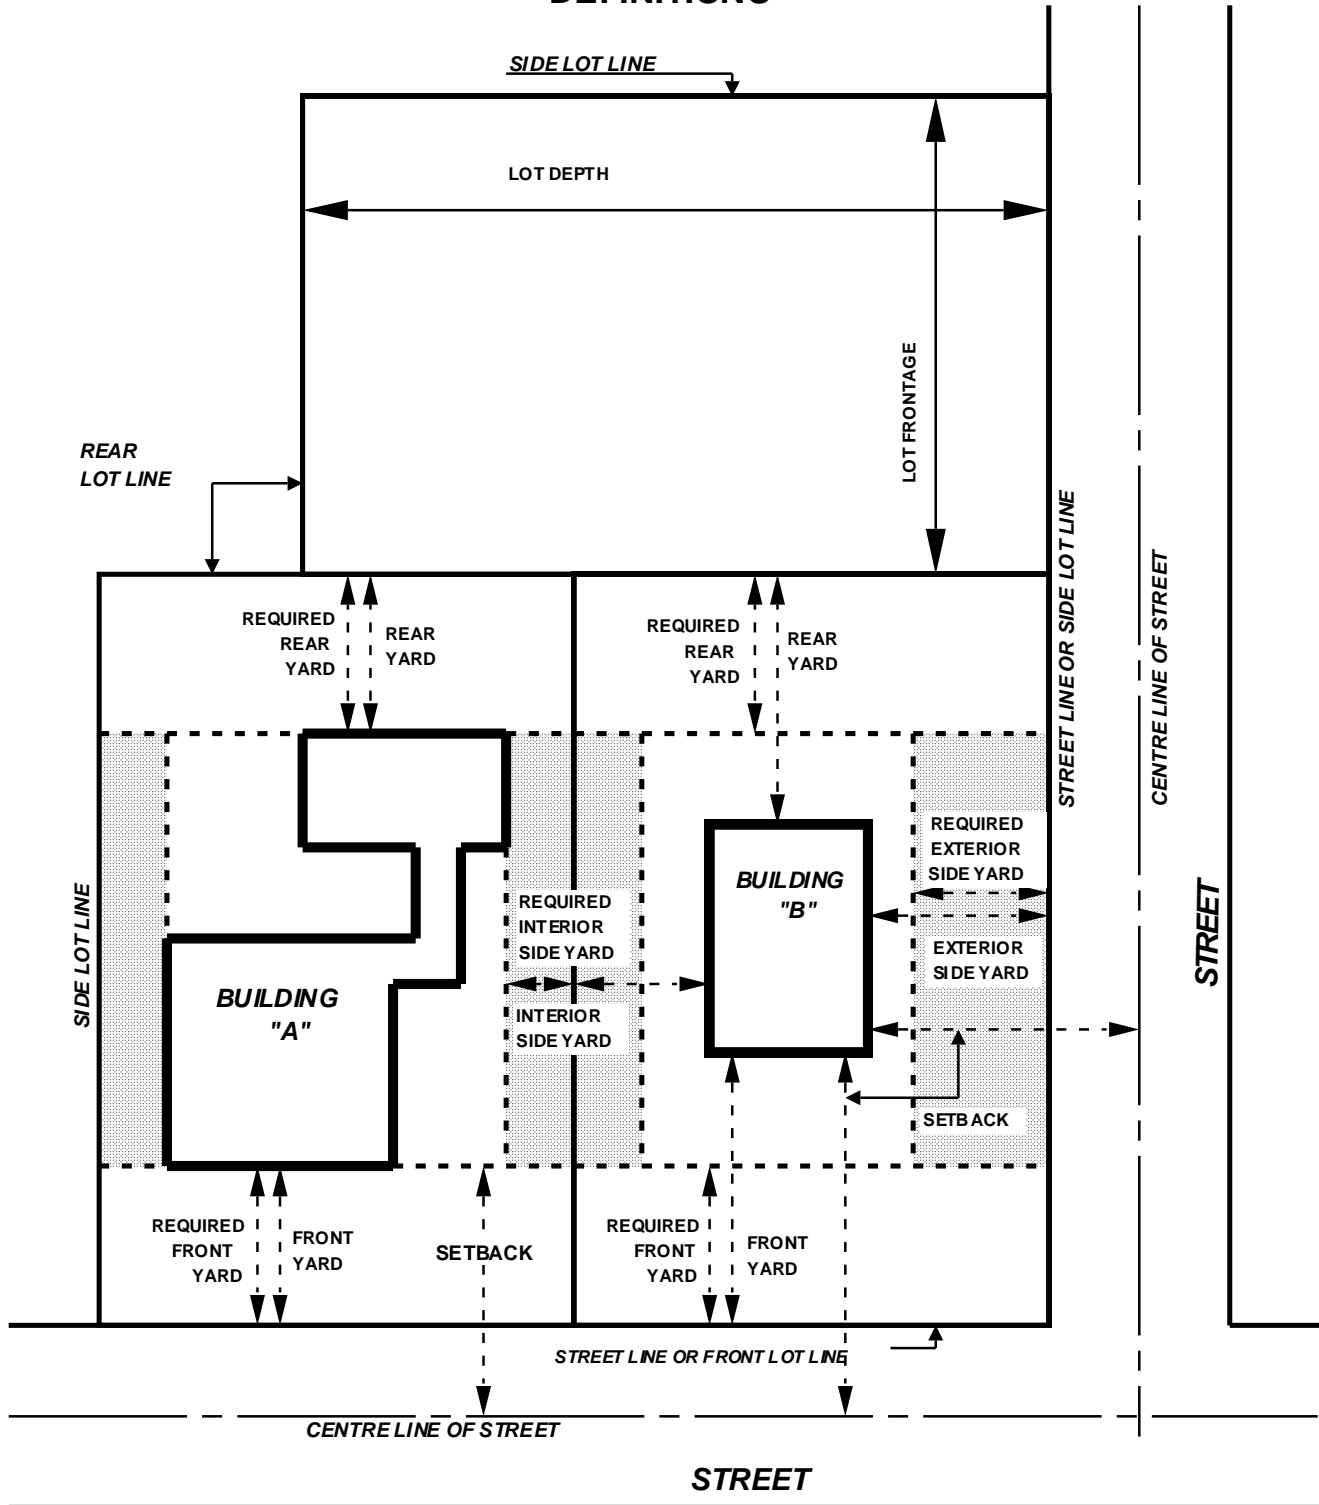 SIDE LOT LINE
LOT DEPTH
LOT FRONTAGE
REAR
LOT LINE
STREET LINE OR SIDE LOT LINE
CENTRE LINE OF STREET
REQUIRED
REAR
YARD
REAR
YARD
REQUIRED
REAR
YARD
REAR
YARD
SIDE LOT LINE
BUILDING
"A"
REQUIRED
INTERIOR
SIDE YARD
INTERIOR
SIDE YARD
BUILDING
"B"
REQUIRED
EXTERIOR
SIDE YARD
EXTERIOR
SIDE YARD
SETBACK
STREET
REQUIRED
FRONT
YARD
FRONT
YARD
SETBACK
REQUIRED
FRONT
YARD
FRONT
YARD
STREET LINE OR FRONT LOT LINE
CENTRE LINE OF STREET
STREET